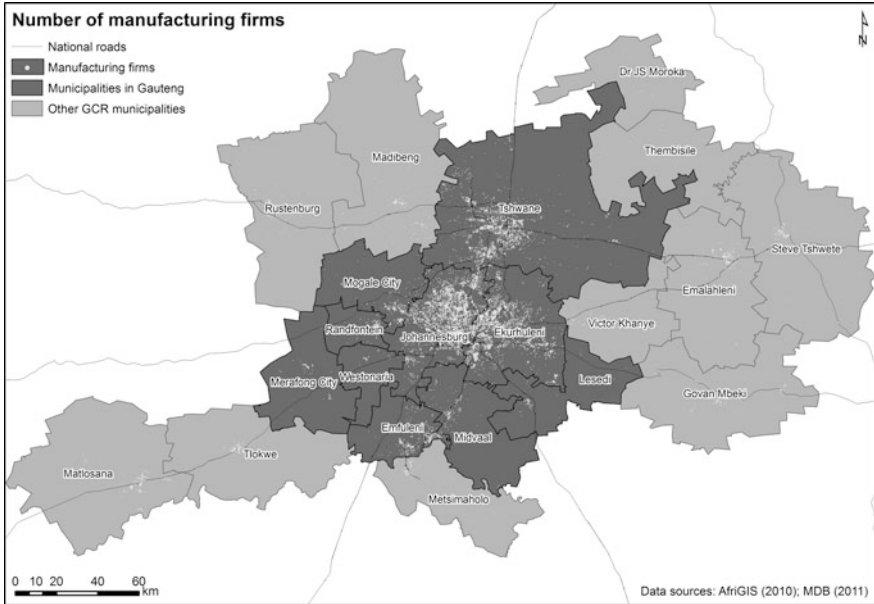 Number of manufacturing firms
National roads
Manufacturing firms
Municipalities in Gauteng
Other GCR municipalities
N
Dr JS Moroka
Thembisile
Madibeng
Rustenburg
Tshwane
Steve Tshwete
Emalahleni
Mogale City
Victor Khanye
Randfontein
Johannesburg
Ekurhuleni
Merafong City
Westonaria
Lesedi
Govan Mbeki
Emfuleni
Midvaal
Tlokwe
Matlosana
Metsimaholo
0 10 20 40 60
km
Data sources: AfriGIS (2010); MDB (2011)